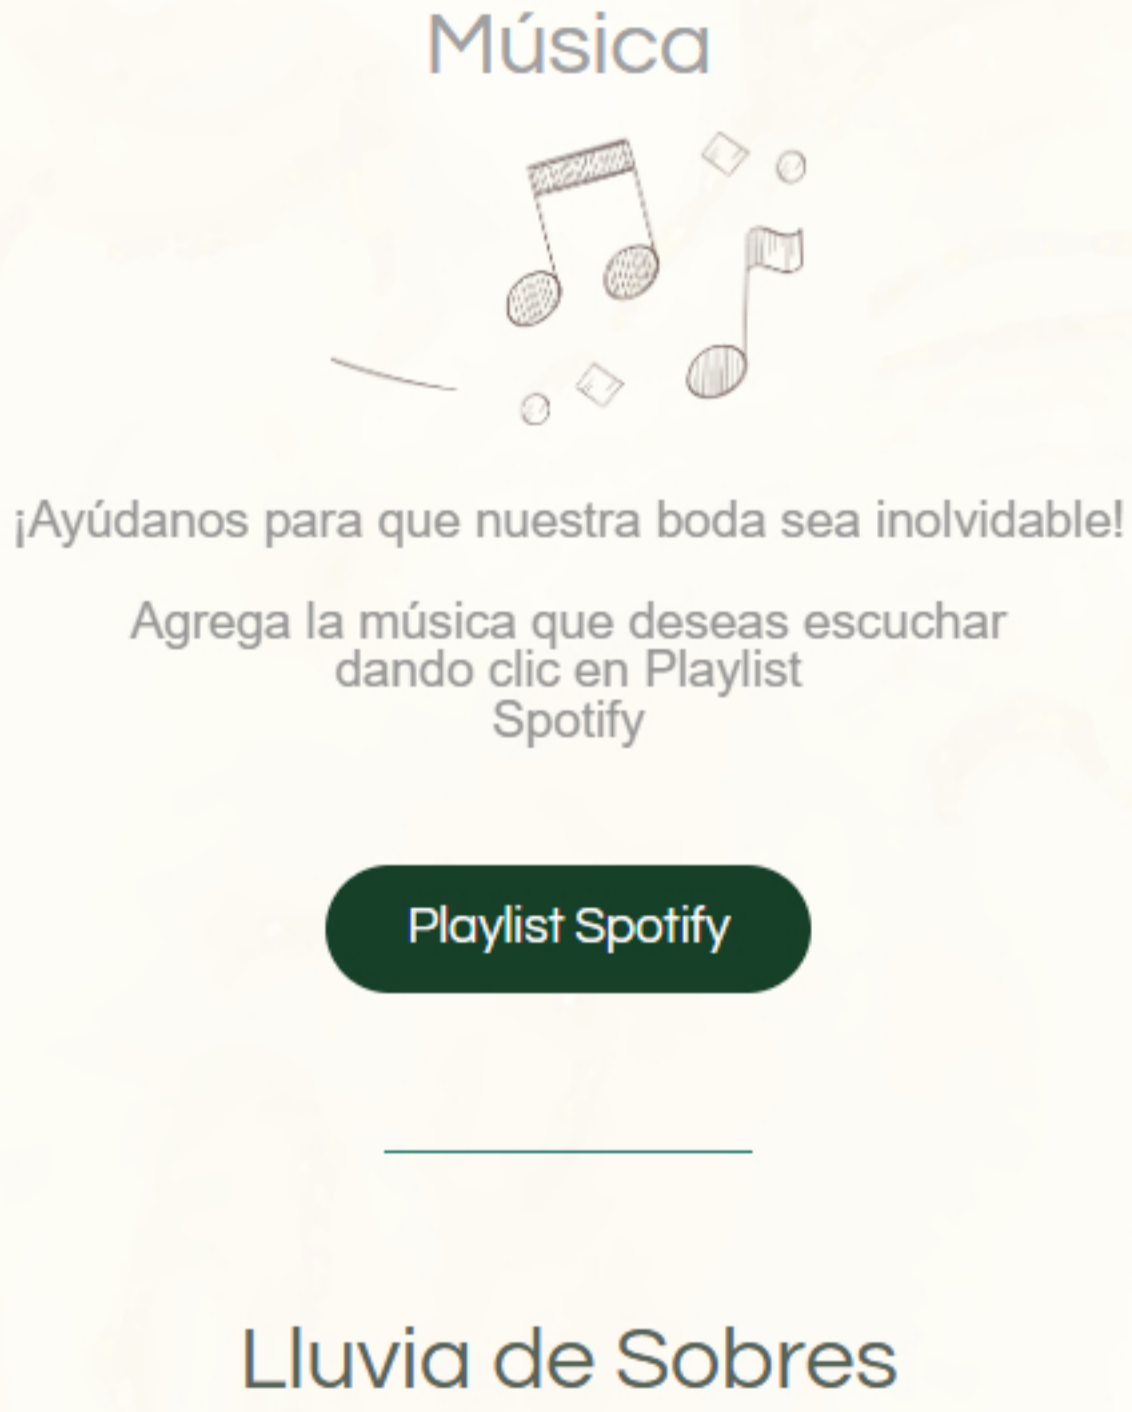 Música
¡Ayúdanos para que nuestra boda sea inolvidable!
Agrega la música que deseas escuchar
dando clic en Playlist
Spotify
Playlist Spotify
Lluvia de Sobres